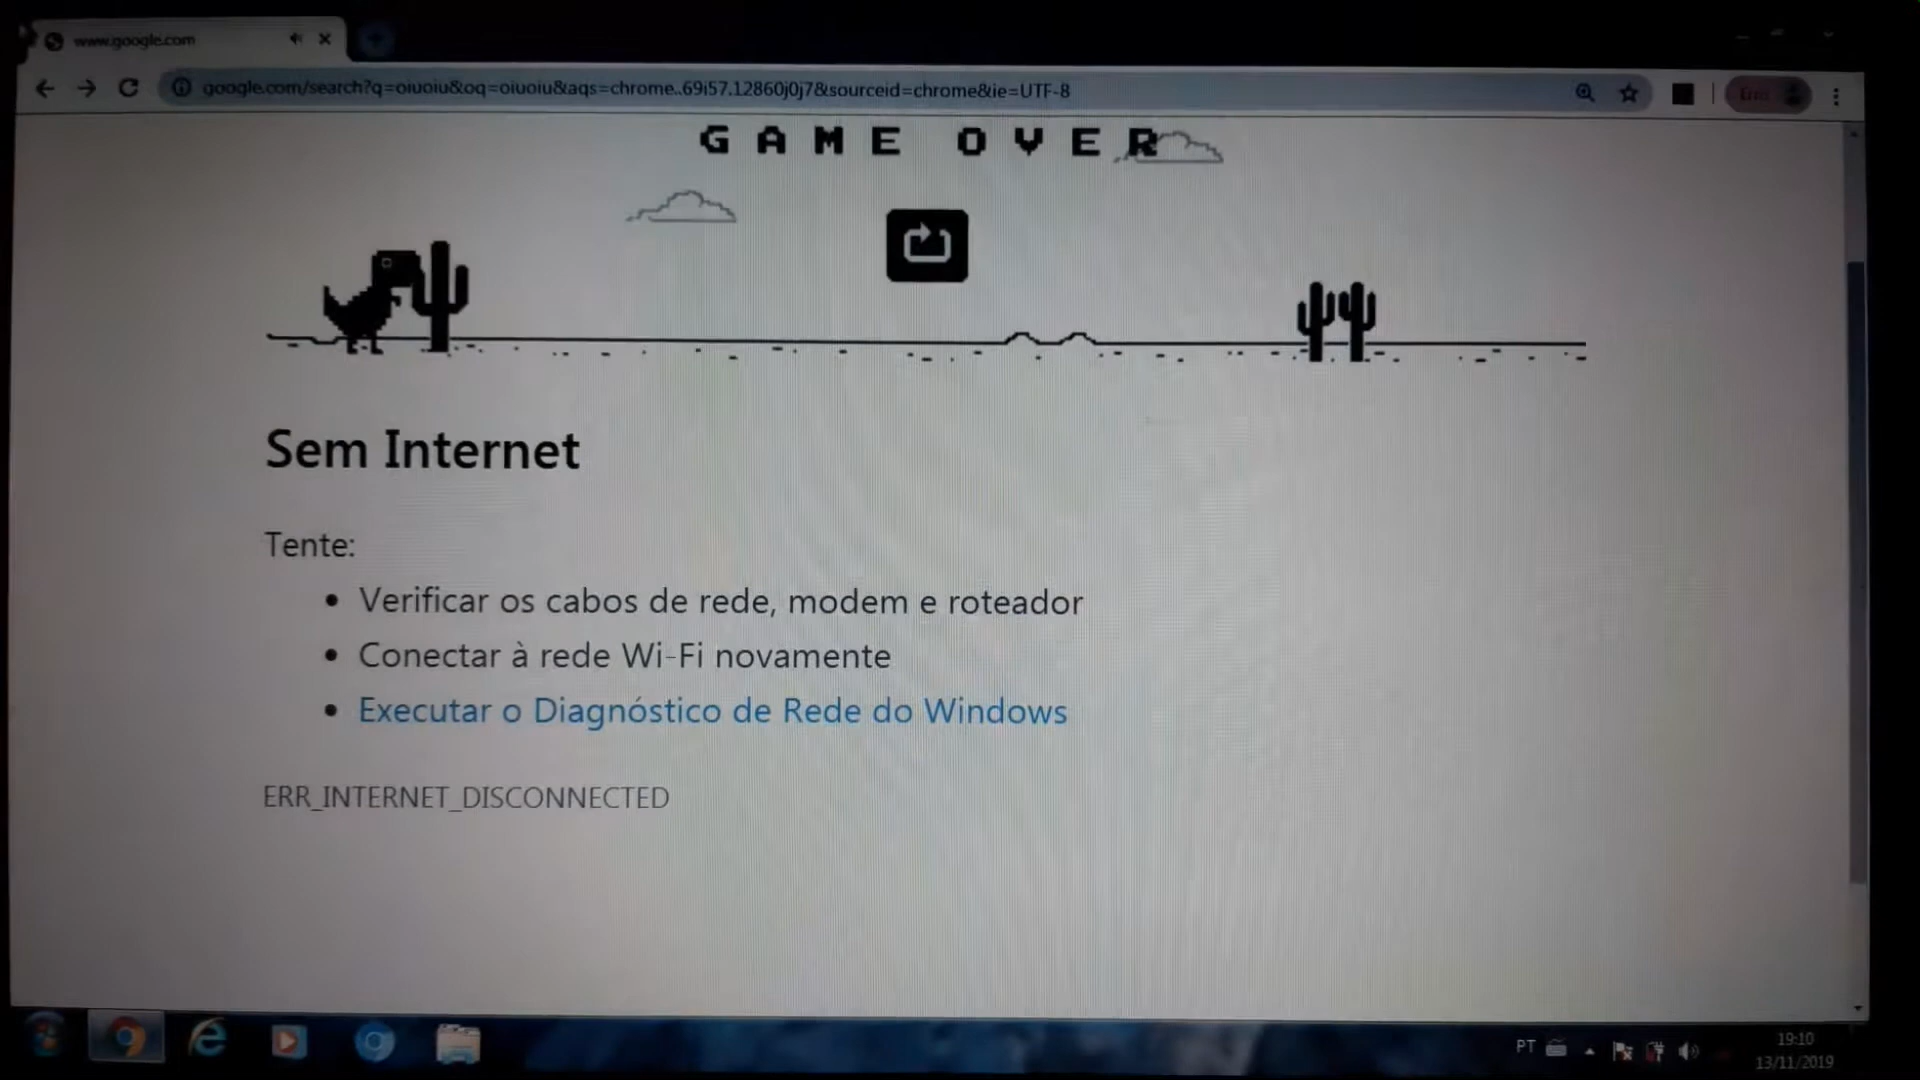 www.google.com
google.com/search?q=oiuoiu&oq=oiuoiu&aqs=chrome..69i57.12860j0j7&sourceid=chrome&ie=UTF-8
GAME OVER
Sem Internet
Tente:
• Verificar os cabos de rede, modem e roteador
• Conectar à rede Wi-Fi novamente
• Executar o Diagnóstico de Rede do Windows
ERR_INTERNET_DISCONNECTED
PT
19:10
13/11/2019